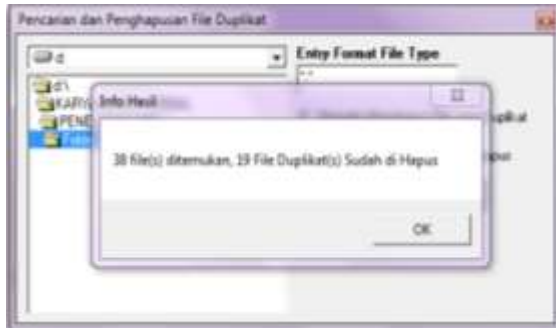 Pencarian dan Penghapusan File Duplikat
d:
Entry Format File Type
*.*
d:\
Info Hasil
38 file(s) ditemukan, 19 File Duplikat(s) Sudah di Hapus
OK